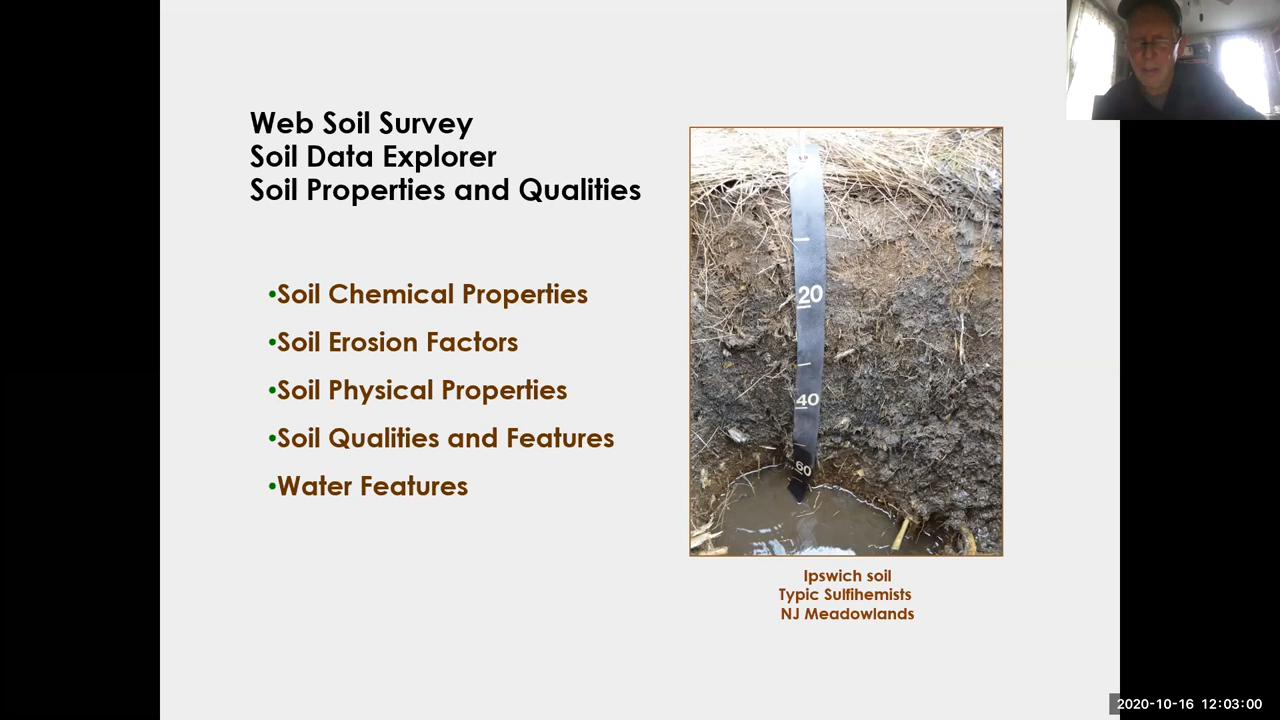 Web Soil Survey
Soil Data Explorer
Soil Properties and Qualities
•Soil Chemical Properties
•Soil Erosion Factors
•Soil Physical Properties
•Soil Qualities and Features
•Water Features
20
40
60
Ipswich soil
Typic Sulfihemists
NJ Meadowlands
2020-10-16 12:03:00